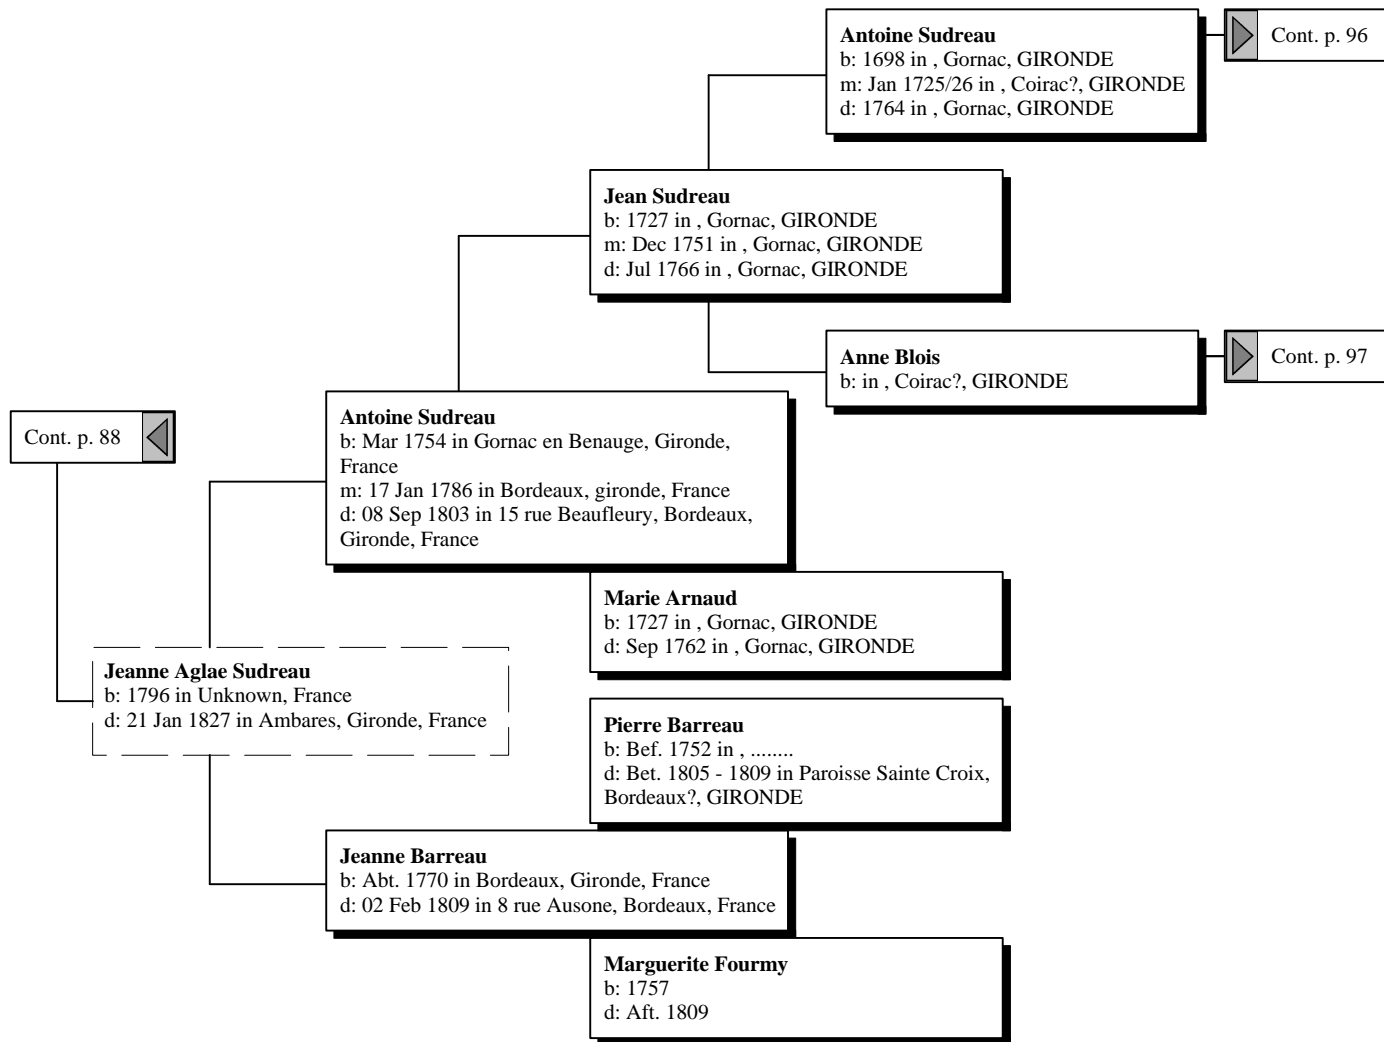 Antoine Sudreau
b: 1698 in , Gornac, GIRONDE
m: Jan 1725/26 in , Coirac?, GIRONDE
d: 1764 in , Gornac, GIRONDE
Cont. p. 96
Jean Sudreau
b: 1727 in , Gornac, GIRONDE
m: Dec 1751 in , Gornac, GIRONDE
d: Jul 1766 in , Gornac, GIRONDE
Anne Blois
b: in , Coirac?, GIRONDE
Cont. p. 97
Antoine Sudreau
b: Mar 1754 in Gornac en Benauge, Gironde,
France
m: 17 Jan 1786 in Bordeaux, gironde, France
d: 08 Sep 1803 in 15 rue Beaufleury, Bordeaux,
Gironde, France
Cont. p. 88
Marie Arnaud
b: 1727 in , Gornac, GIRONDE
d: Sep 1762 in , Gornac, GIRONDE
Jeanne Aglae Sudreau
b: 1796 in Unknown, France
d: 21 Jan 1827 in Ambares, Gironde, France
Pierre Barreau
b: Bef. 1752 in , ........
d: Bet. 1805 - 1809 in Paroisse Sainte Croix,
Bordeaux?, GIRONDE
Jeanne Barreau
b: Abt. 1770 in Bordeaux, Gironde, France
d: 02 Feb 1809 in 8 rue Ausone, Bordeaux, France
Marguerite Fourmy
b: 1757
d: Aft. 1809